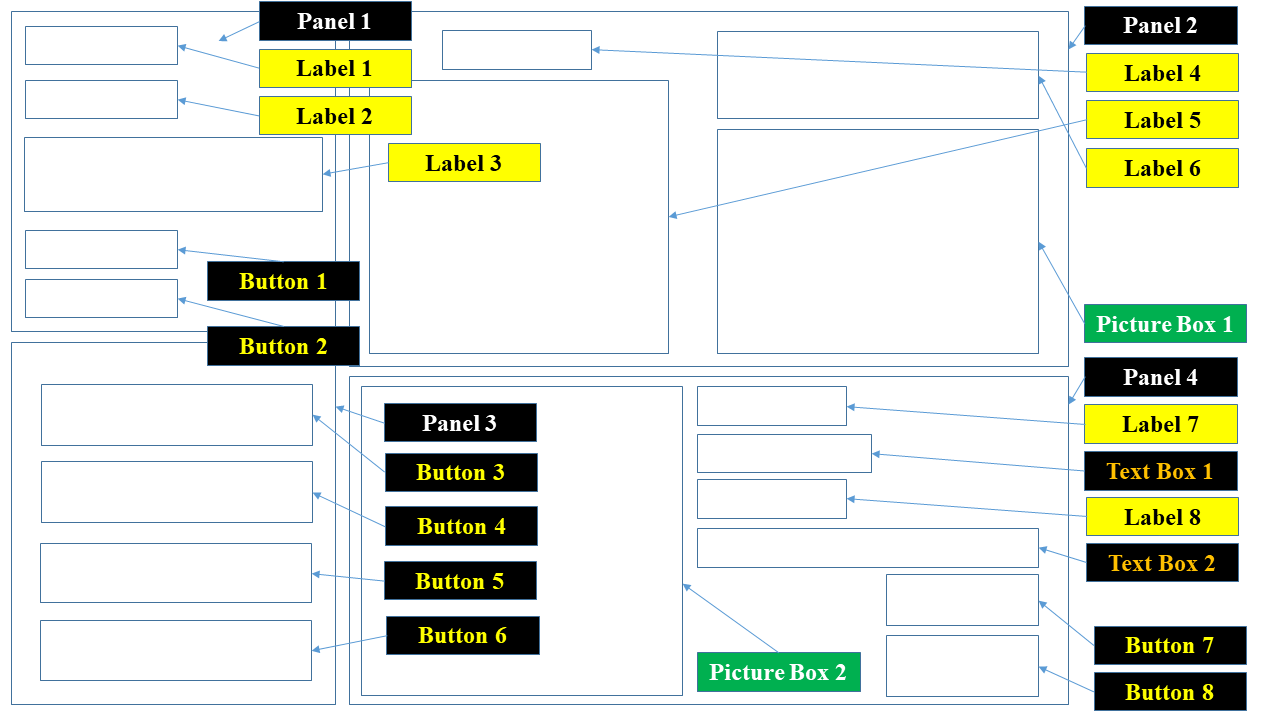 Panel 1
Panel 2
Label 1
Label 4
Label 2
Label 5
Label 3
Label 6
Button 1
Picture Box 1
Button 2
Panel 4
Panel 3
Label 7
Button 3
Text Box 1
Button 4
Label 8
Button 5
Text Box 2
Button 6
Button 7
Picture Box 2
Button 8